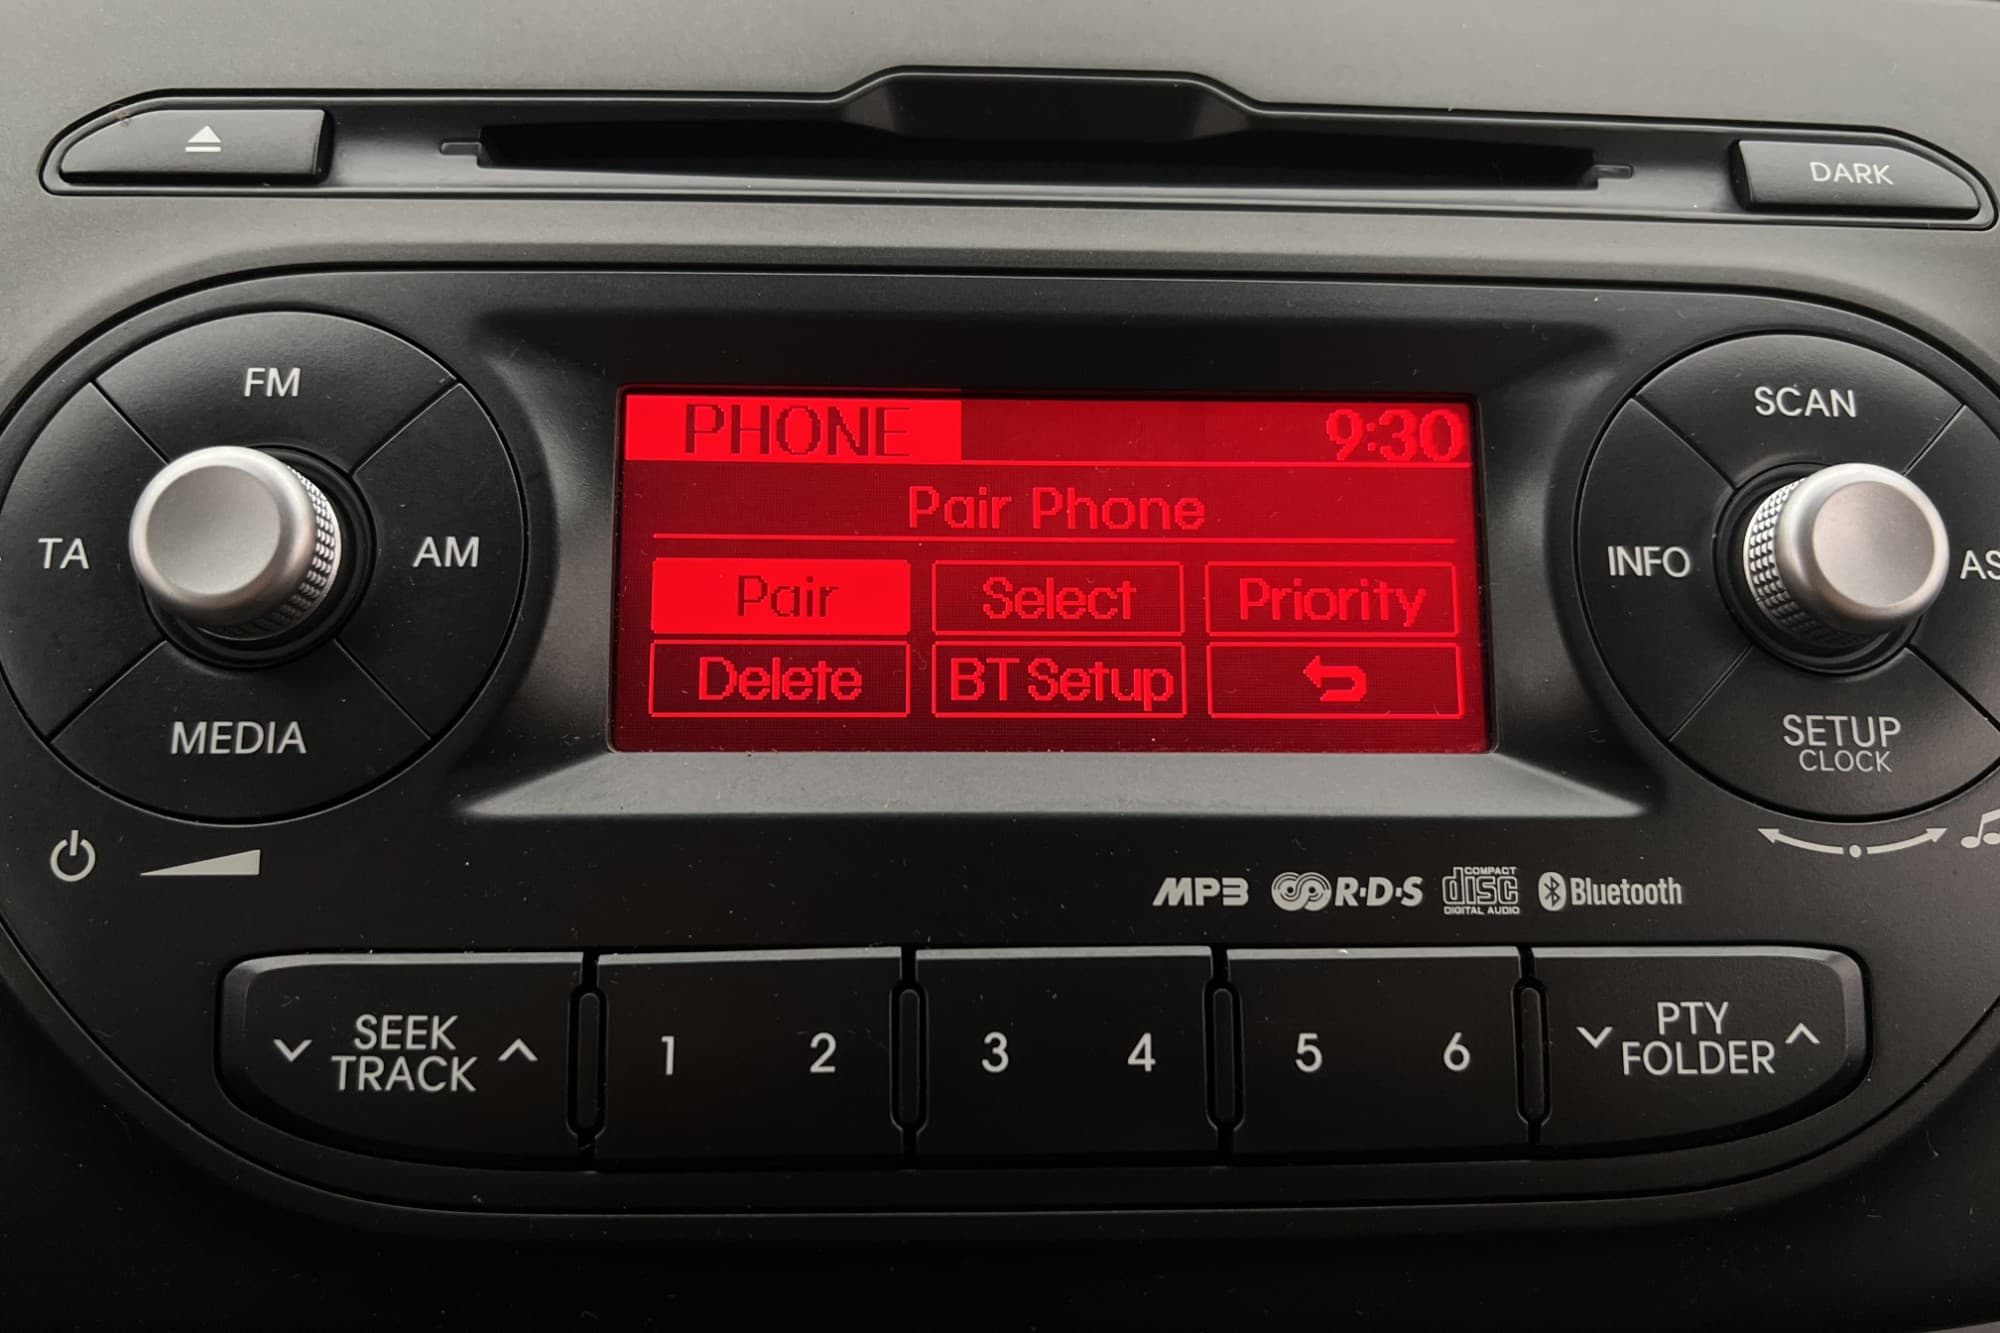 DARK
FM
TA
AM
MEDIA
PHONE 9:30
Pair Phone
Pair Select Priority
Delete BT Setup
SCAN
INFO
AS
SETUP
CLOCK
MP3 R·D·S COMPACT disc DIGITAL AUDIO Bluetooth
SEEK
TRACK
1 2 3 4 5 6
PTY
FOLDER